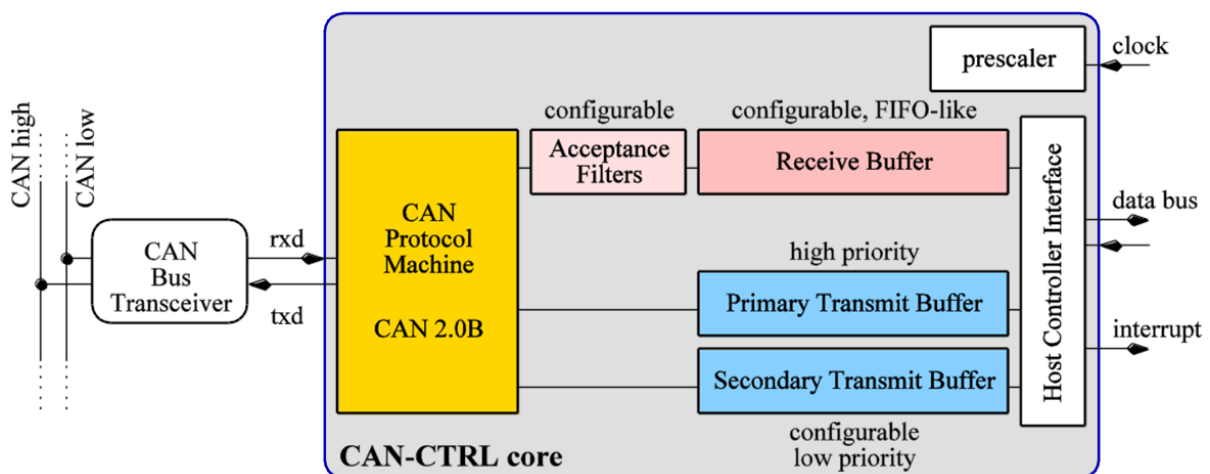 CAN high
CAN low
CAN
Bus
Transceiver
rxd
txd
CAN
Protocol
Machine
CAN 2.0B
configurable
Acceptance
Filters
configurable, FIFO-like
Receive Buffer
high priority
Primary Transmit Buffer
Secondary Transmit Buffer
configurable
low priority
prescaler
Host Controller Interface
clock
data bus
interrupt
CAN-CTRL core